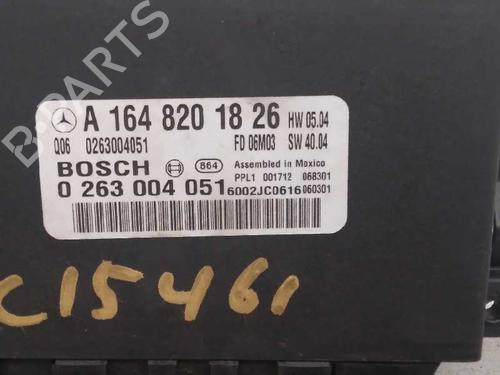 B-PARTS
A 164 820 18 26 HW 05.04
Q06 0263004051 FD 06M03 SW 40.04
BOSCH 864 Assembled in Mexico
PPL1 001712 068301
0 263 004 051 6002JC0616 060301
C15461